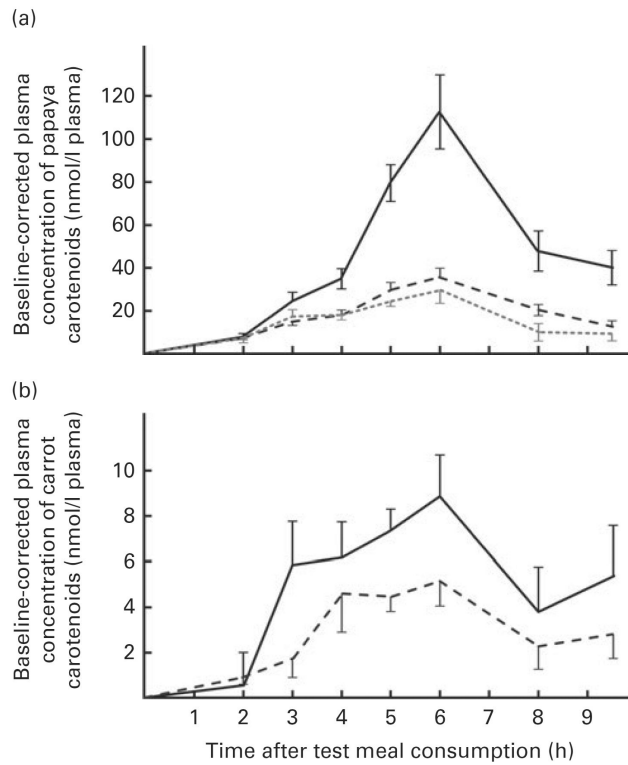 (a)
Baseline-corrected plasma
concentration of papaya
carotenoids (nmol/l plasma)
120
100
80
60
40
20
(b)
Baseline-corrected plasma
concentration of carrot
carotenoids (nmol/l plasma)
10
8
6
4
2
1 2 3 4 5 6 7 8 9
Time after test meal consumption (h)